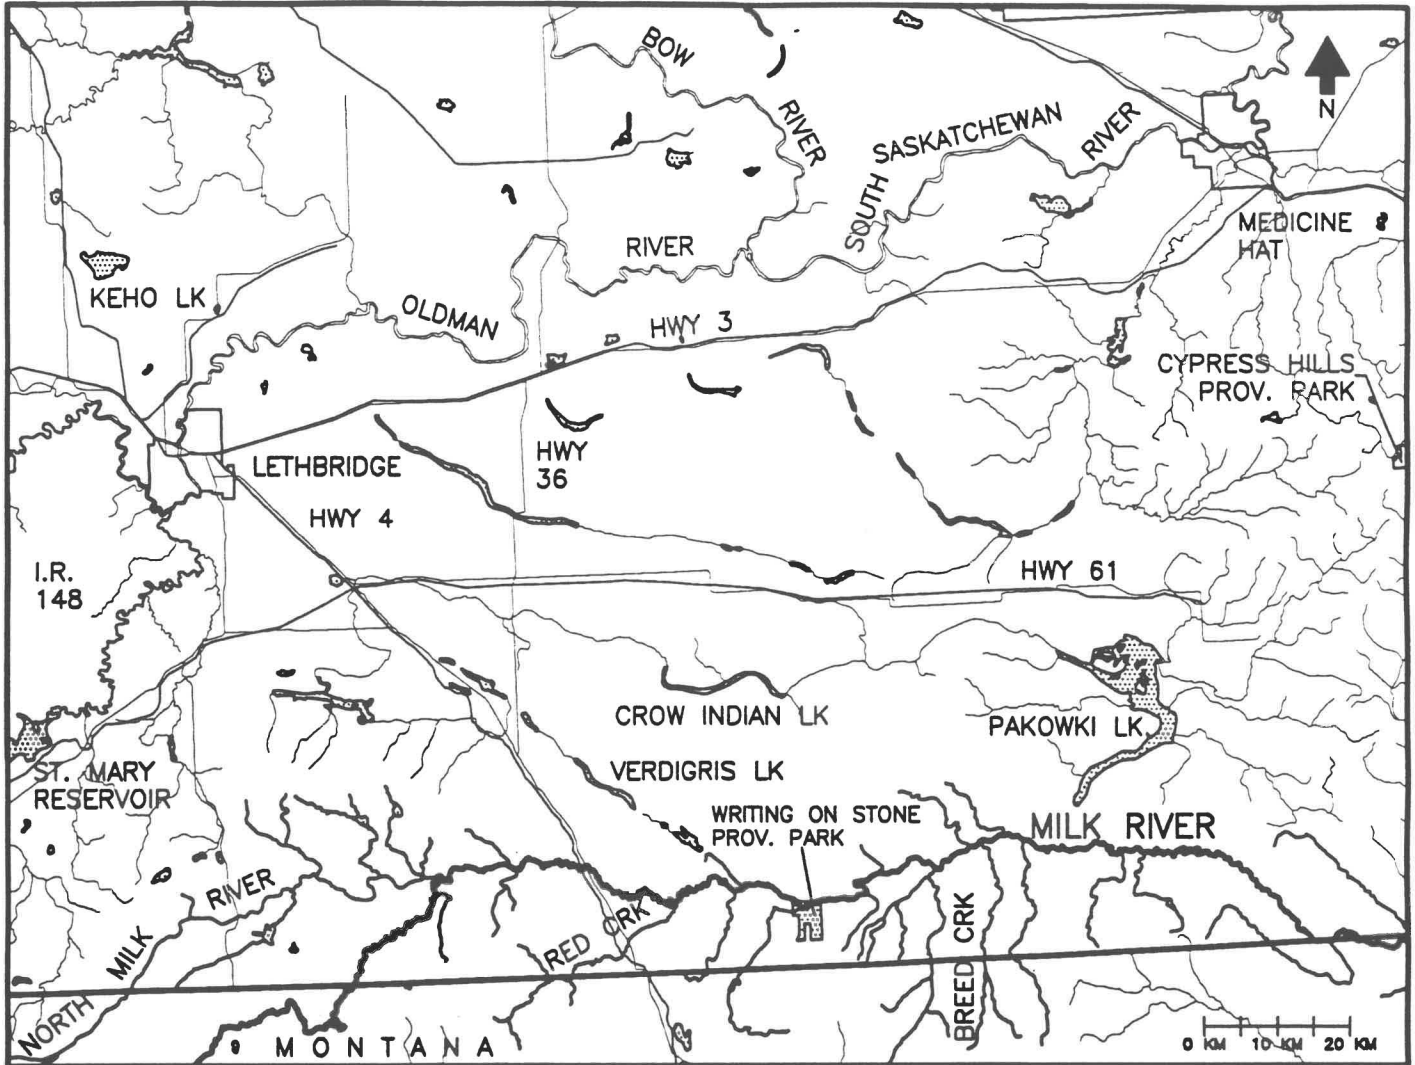 BOW
RIVER
SOUTH SASKATCHEWAN RIVER
N
MEDICINE
HAT
RIVER
KEHO LK
OLDMAN
HWY 3
CYPRESS HILLS
PROV. PARK
HWY
36
LETHBRIDGE
HWY 4
I.R.
148
HWY 61
CROW INDIAN LK
PAKOWKI LK
ST. MARY
RESERVOIR
VERDIGRIS LK
WRITING ON STONE
PROV. PARK
MILK RIVER
NORTH MILK RIVER
RED CRK
BREED CRK
MONTANA
0 KM 10 KM 20 KM